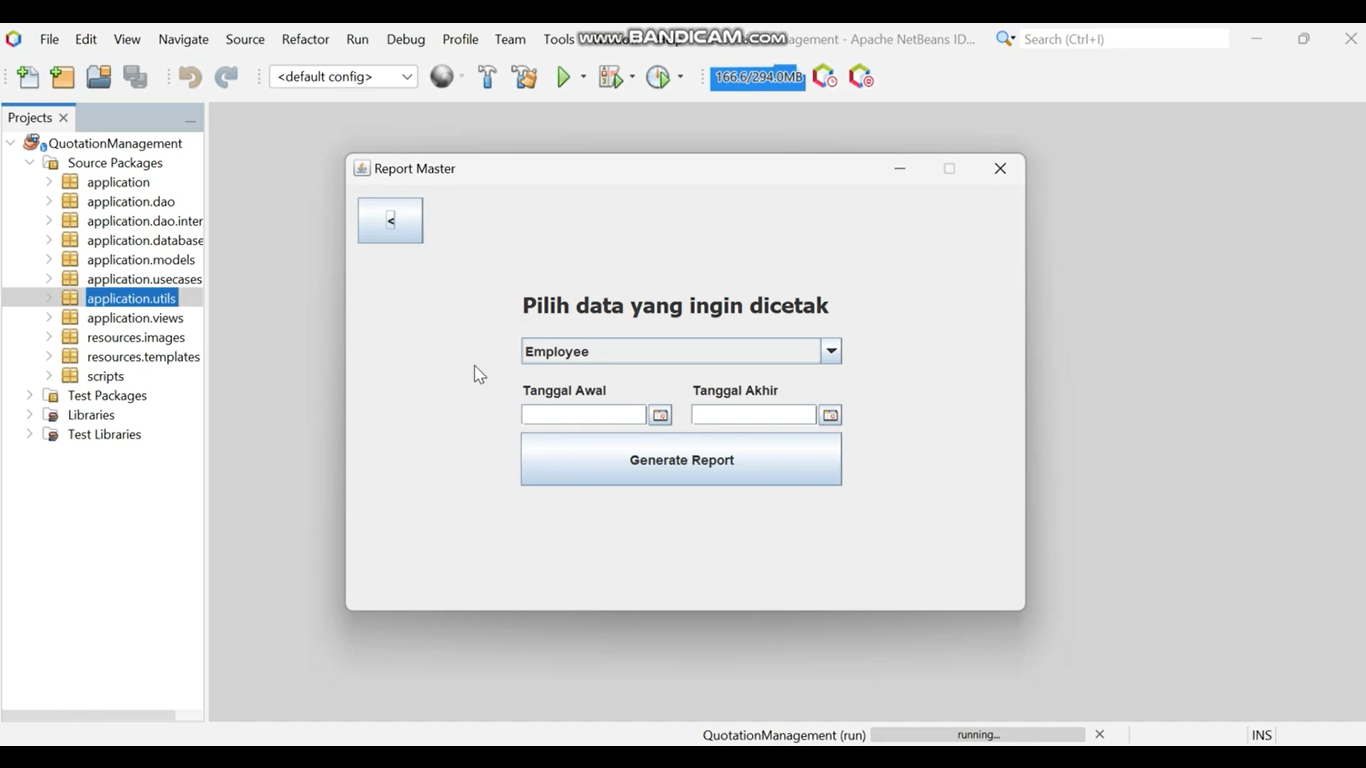 File Edit View Navigate Source Refactor Run Debug Profile Team Tools
www.BANDICAM.com
agement - Apache NetBeans ID...
Search (Ctrl+I)
<default config>
166.6/294.0MB
Projects
QuotationManagement
Source Packages
application
application.dao
application.dao.inter
application.database
application.models
application.usecases
application.utils
application.views
resources.images
resources.templates
scripts
Test Packages
Libraries
Test Libraries
Report Master
<
Pilih data yang ingin dicetak
Employee
Tanggal Awal Tanggal Akhir
Generate Report
QuotationManagement (run) running... INS